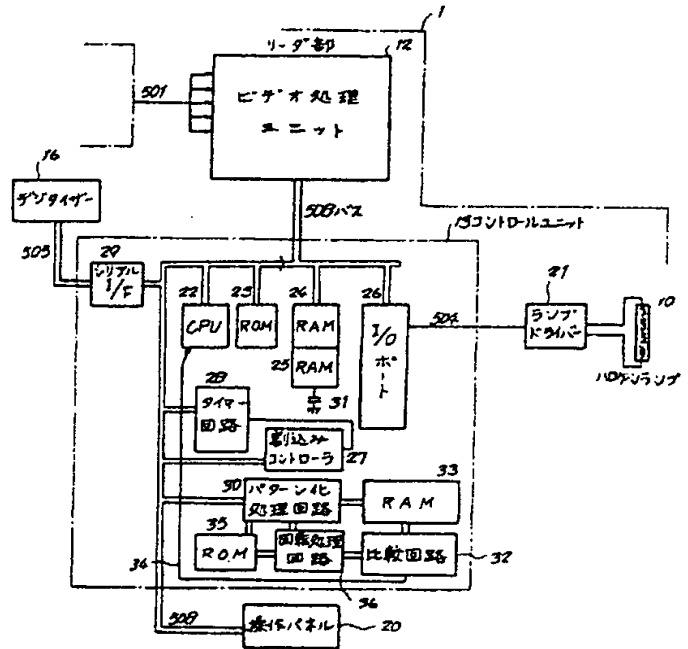 1
リーダ部
12
501
ビデオ処理
ユニット
16
デジタイザー
508バス
13コントロールユニット
505
29
シリアル
I/F
22
CPU
23
ROM
24
RAM
25
RAM
31
26
I/O
ポート
504
21
ランプ
ドライバー
10
ハロゲンランプ
28
タイマー
回路
割込み
コントローラ
27
30
パターン化
処理回路
33
RAM
35
ROM
回転処理
回路
比較回路
32
34
36
508
操作パネル
20